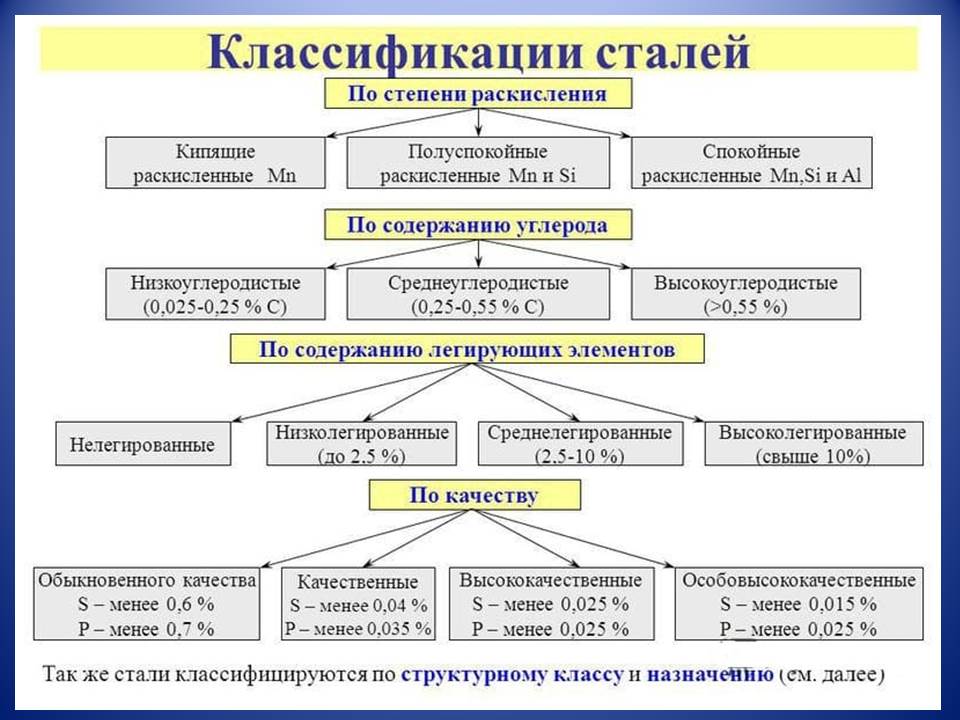 Классификации сталей
По степени раскисления
Кипящие
раскисленные Mn
Полуспокойные
раскисленные Mn и Si
Спокойные
раскисленные Mn,Si и Al
По содержанию углерода
Низкоуглеродистые
(0,025-0,25 % C)
Среднеуглеродистые
(0,25-0,55 % C)
Высокоуглеродистые
(>0,55 %)
По содержанию легирующих элементов
Нелегированные
Низколегированные
(до 2,5 %)
Среднелегированные
(2,5-10 %)
Высоколегированные
(свыше 10%)
По качеству
Обыкновенного качества
S – менее 0,6 %
P – менее 0,7 %
Качественные
S – менее 0,04 %
P – менее 0,035 %
Высококачественные
S – менее 0,025 %
P – менее 0,025 %
Особовысококачественные
S – менее 0,015 %
P – менее 0,025 %
Так же стали классифицируются по структурному классу и назначению (см. далее)